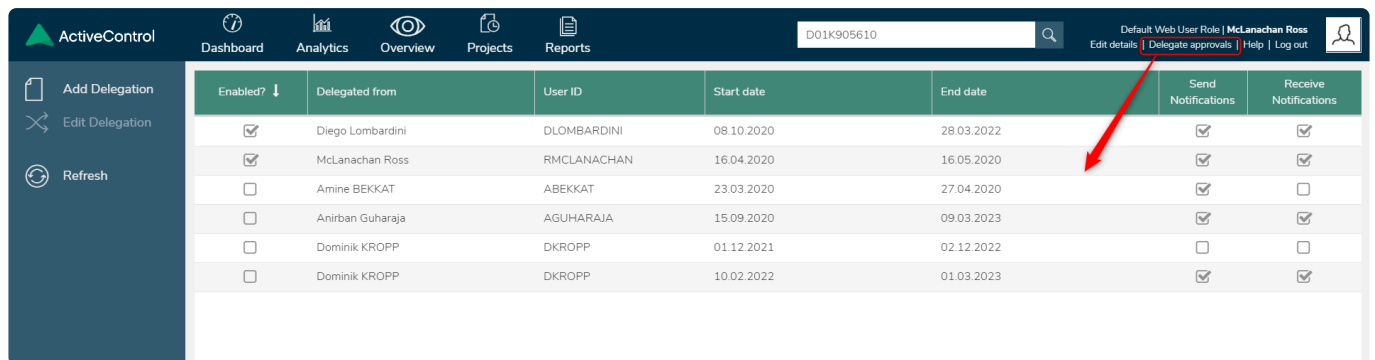 ActiveControl
Dashboard Analytics Overview Projects Reports
D01K905610
Default Web User Role | McLanachan Ross
Edit details | Delegate approvals | Help | Log out
Add Delegation
Edit Delegation
Refresh
Enabled? ↓ Delegated from User ID Start date End date Send Notifications Receive Notifications
Diego Lombardini DLOMBARDINI 08.10.2020 28.03.2022
McLanachan Ross RMCLANACHAN 16.04.2020 16.05.2020
Amine BEKKAT ABEKKAT 23.03.2020 27.04.2020
Anirban Guharaja AGUHARAJA 15.09.2020 09.03.2023
Dominik KROPP DKROPP 01.12.2021 02.12.2022
Dominik KROPP DKROPP 10.02.2022 01.03.2023